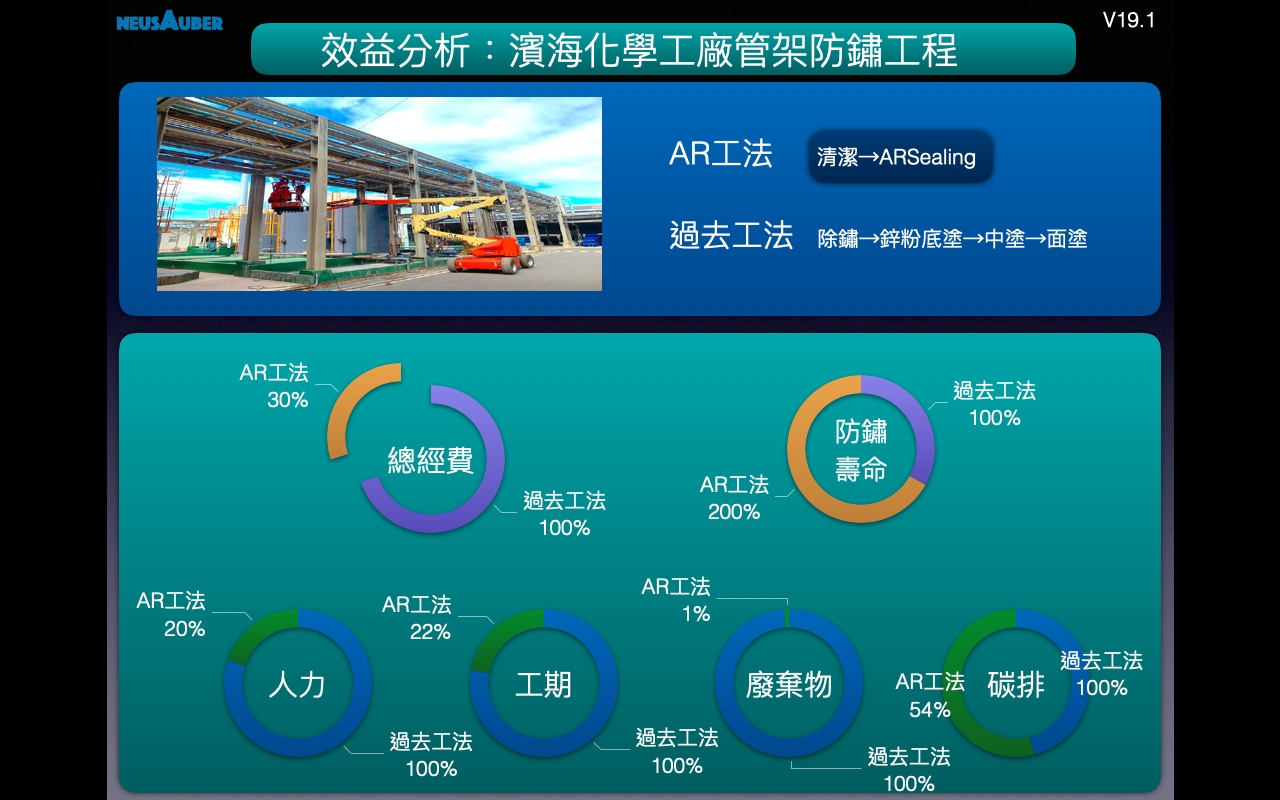 NEUSAUBER
V19.1
效益分析：濱海化學工廠管架防鏽工程
AR工法
清潔→ARSealing
過去工法
除鏽→鋅粉底塗→中塗→面塗
AR工法
30%
總經費
過去工法
100%
過去工法
100%
防鏽
壽命
AR工法
200%
AR工法
20%
人力
過去工法
100%
AR工法
22%
工期
過去工法
100%
AR工法
1%
廢棄物
過去工法
100%
過去工法
100%
AR工法
54%
碳排